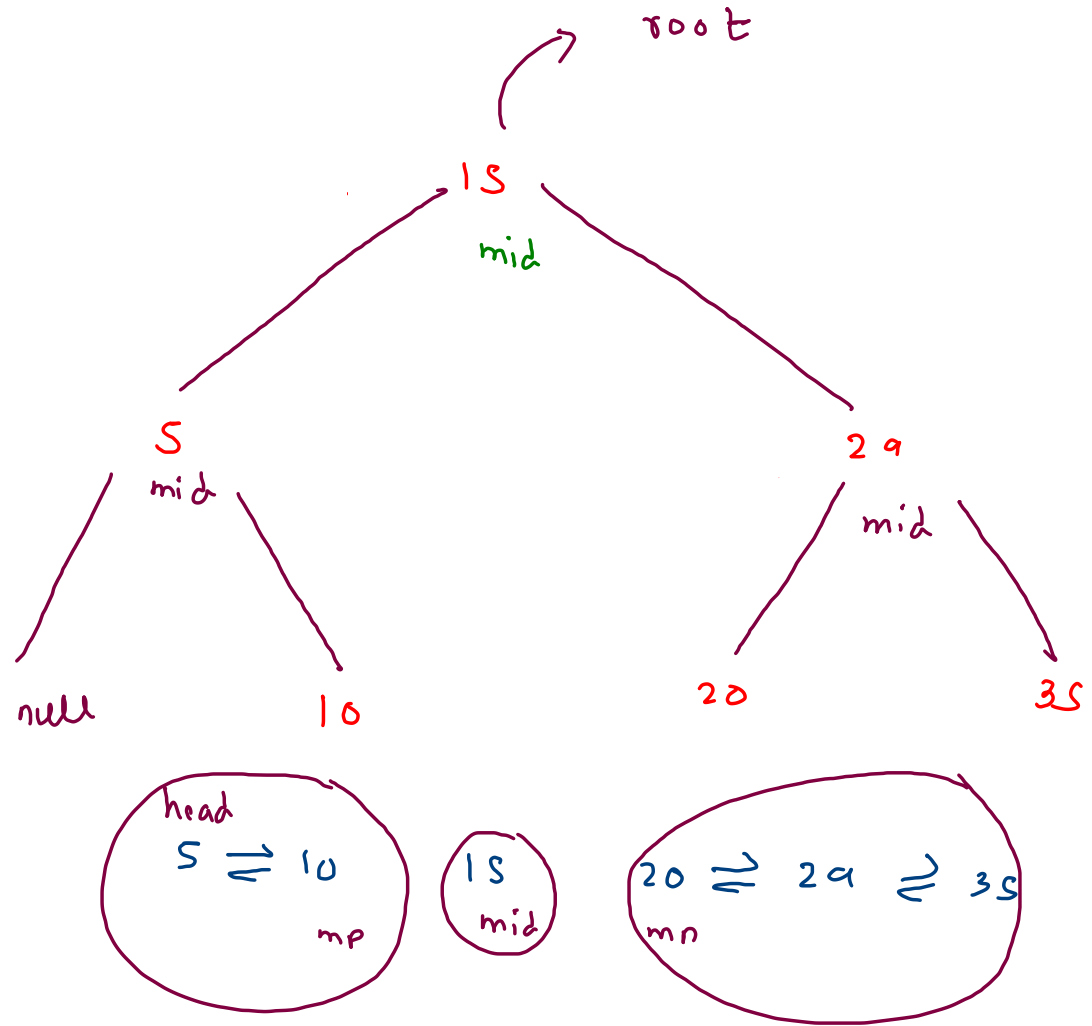 root
15
mid
5 29
mid mid
null 10 20 35
head
5 ⇌ 10 15 20 ⇌ 29 ⇌ 35
mp mid mn